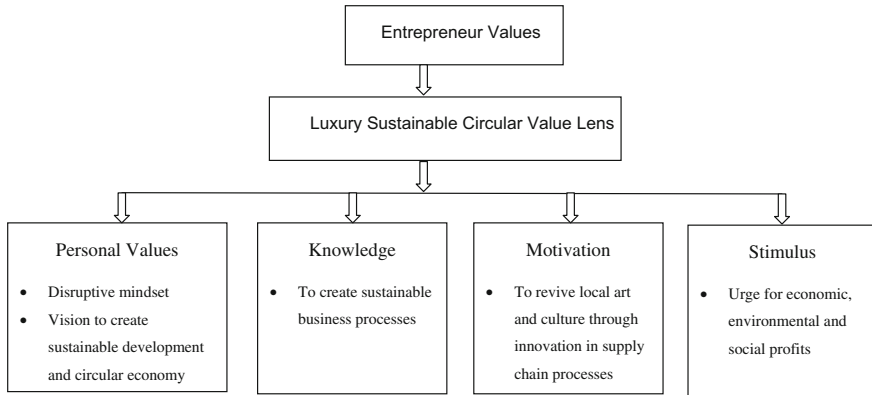 Entrepreneur Values
Luxury Sustainable Circular Value Lens
Personal Values
• Disruptive mindset
• Vision to create
sustainable development
and circular economy
Knowledge
• To create sustainable
business processes
Motivation
• To revive local art
and culture through
innovation in supply
chain processes
Stimulus
• Urge for economic,
environmental and
social profits